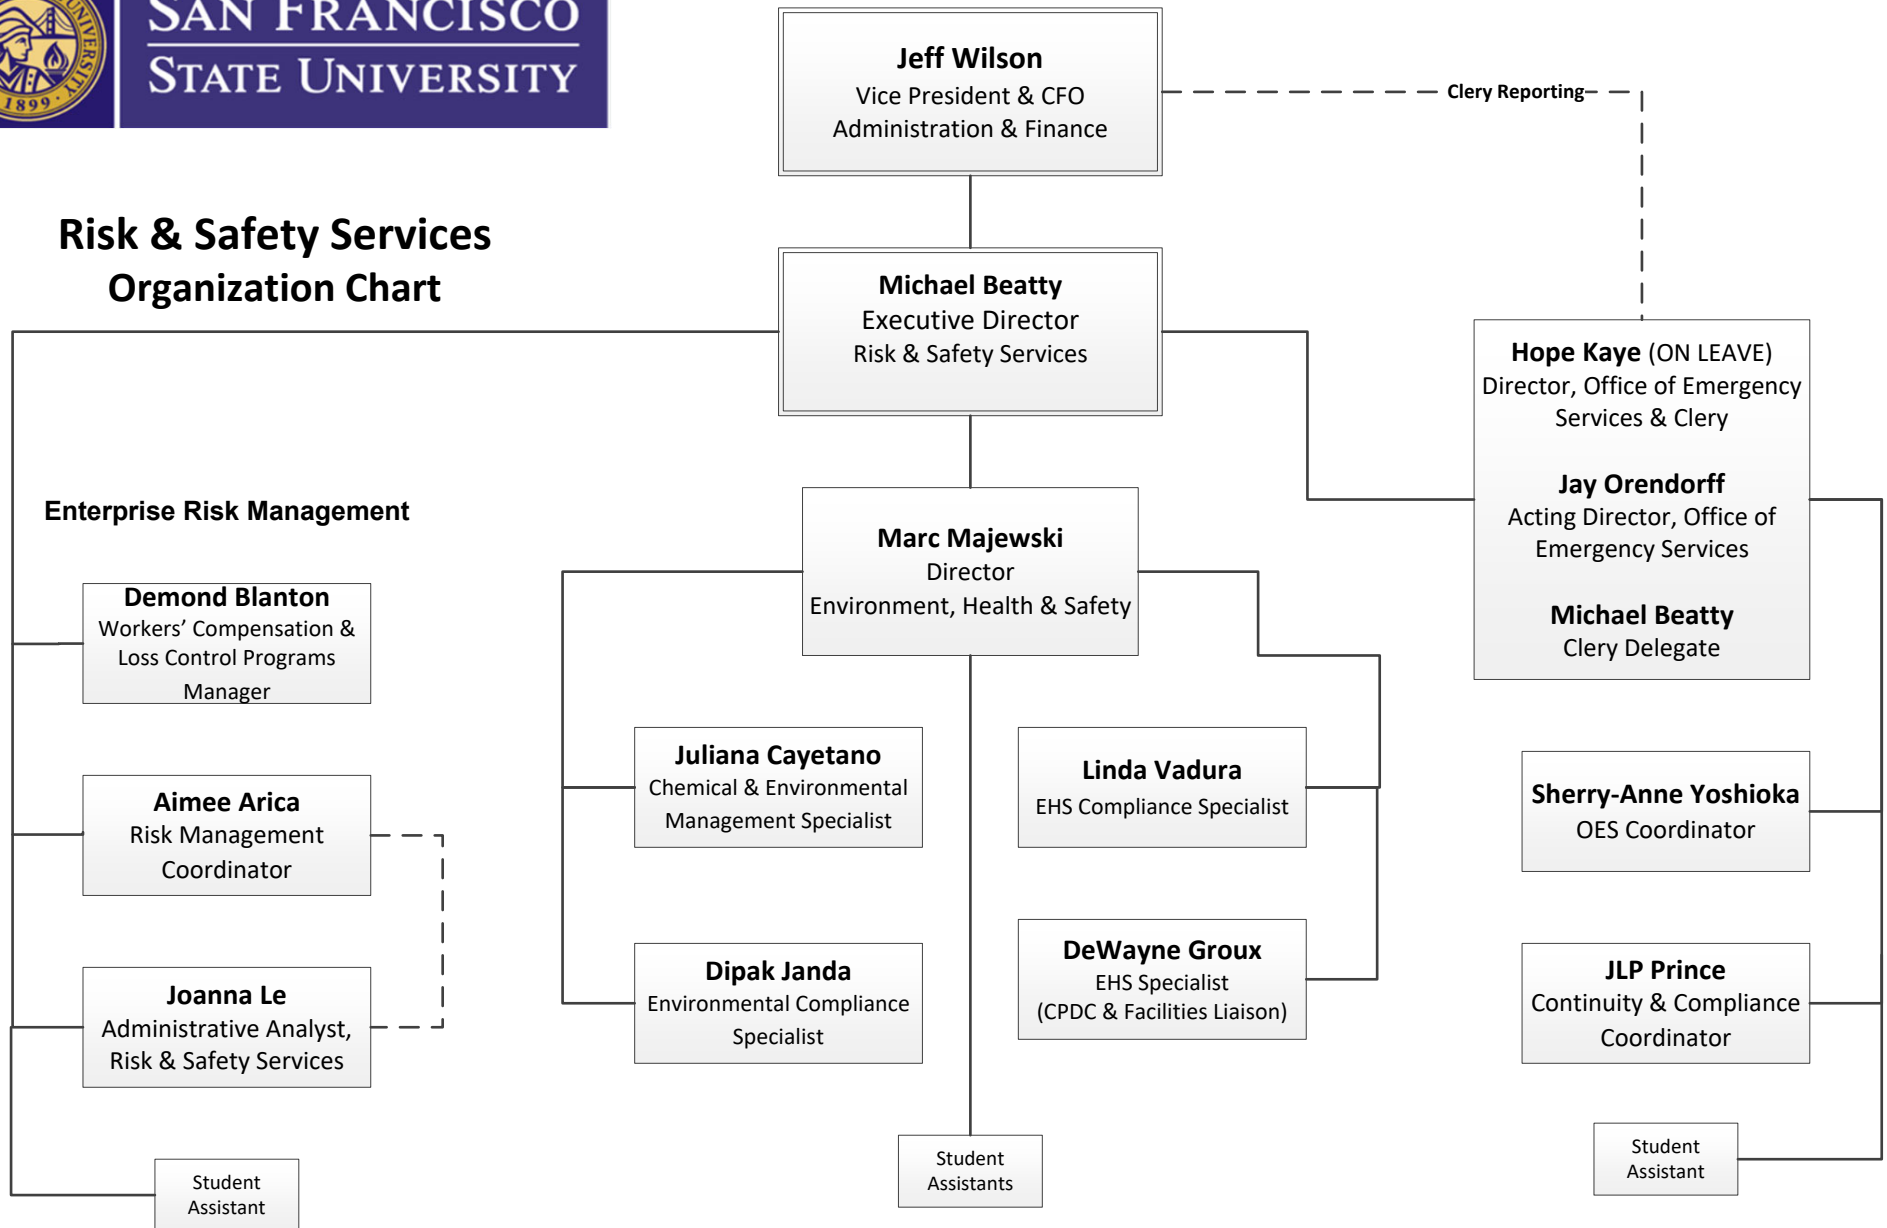 SAN FRANCISCO
STATE UNIVERSITY
UNIVERSITY
1899
Risk & Safety Services
Organization Chart
Jeff Wilson
Vice President & CFO
Administration & Finance
Clery Reporting
Michael Beatty
Executive Director
Risk & Safety Services
Hope Kaye (ON LEAVE)
Director, Office of Emergency
Services & Clery
Jay Orendorff
Acting Director, Office of
Emergency Services
Michael Beatty
Clery Delegate
Enterprise Risk Management
Demond Blanton
Workers’ Compensation &
Loss Control Programs
Manager
Aimee Arica
Risk Management
Coordinator
Joanna Le
Administrative Analyst,
Risk & Safety Services
Student
Assistant
Marc Majewski
Director
Environment, Health & Safety
Juliana Cayetano
Chemical & Environmental
Management Specialist
Dipak Janda
Environmental Compliance
Specialist
Linda Vadura
EHS Compliance Specialist
DeWayne Groux
EHS Specialist
(CPDC & Facilities Liaison)
Student
Assistants
Sherry-Anne Yoshioka
OES Coordinator
JLP Prince
Continuity & Compliance
Coordinator
Student
Assistant